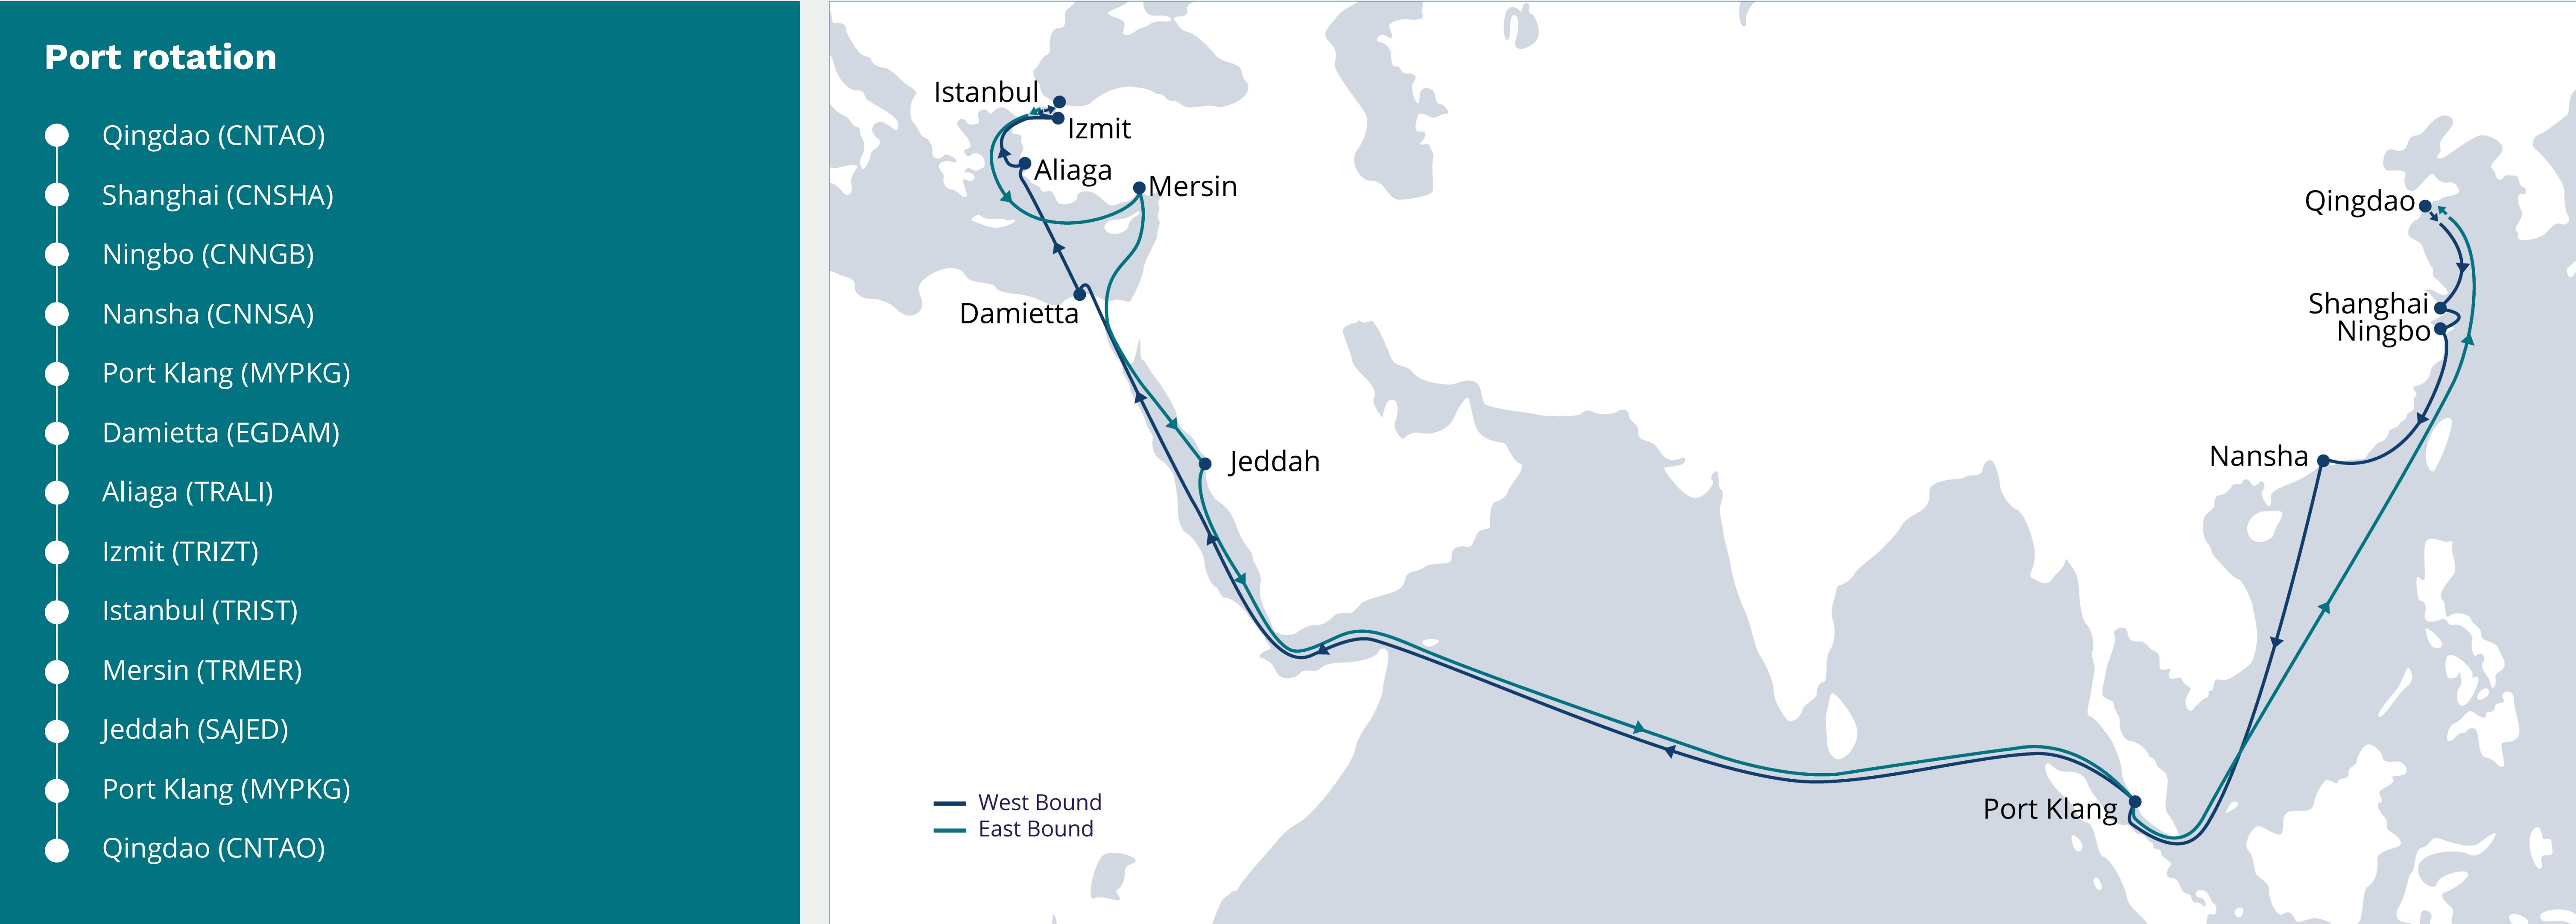 Port rotation
Qingdao (CNTAO)
Shanghai (CNSHA)
Ningbo (CNNGB)
Nansha (CNNSA)
Port Klang (MYPKG)
Damietta (EGDAM)
Aliaga (TRALI)
Izmit (TRIZT)
Istanbul (TRIST)
Mersin (TRMER)
Jeddah (SAJED)
Port Klang (MYPKG)
Qingdao (CNTAO)
Istanbul
Izmit
Aliaga
Mersin
Damietta
Jeddah
Qingdao
Shanghai
Ningbo
Nansha
Port Klang
West Bound
East Bound